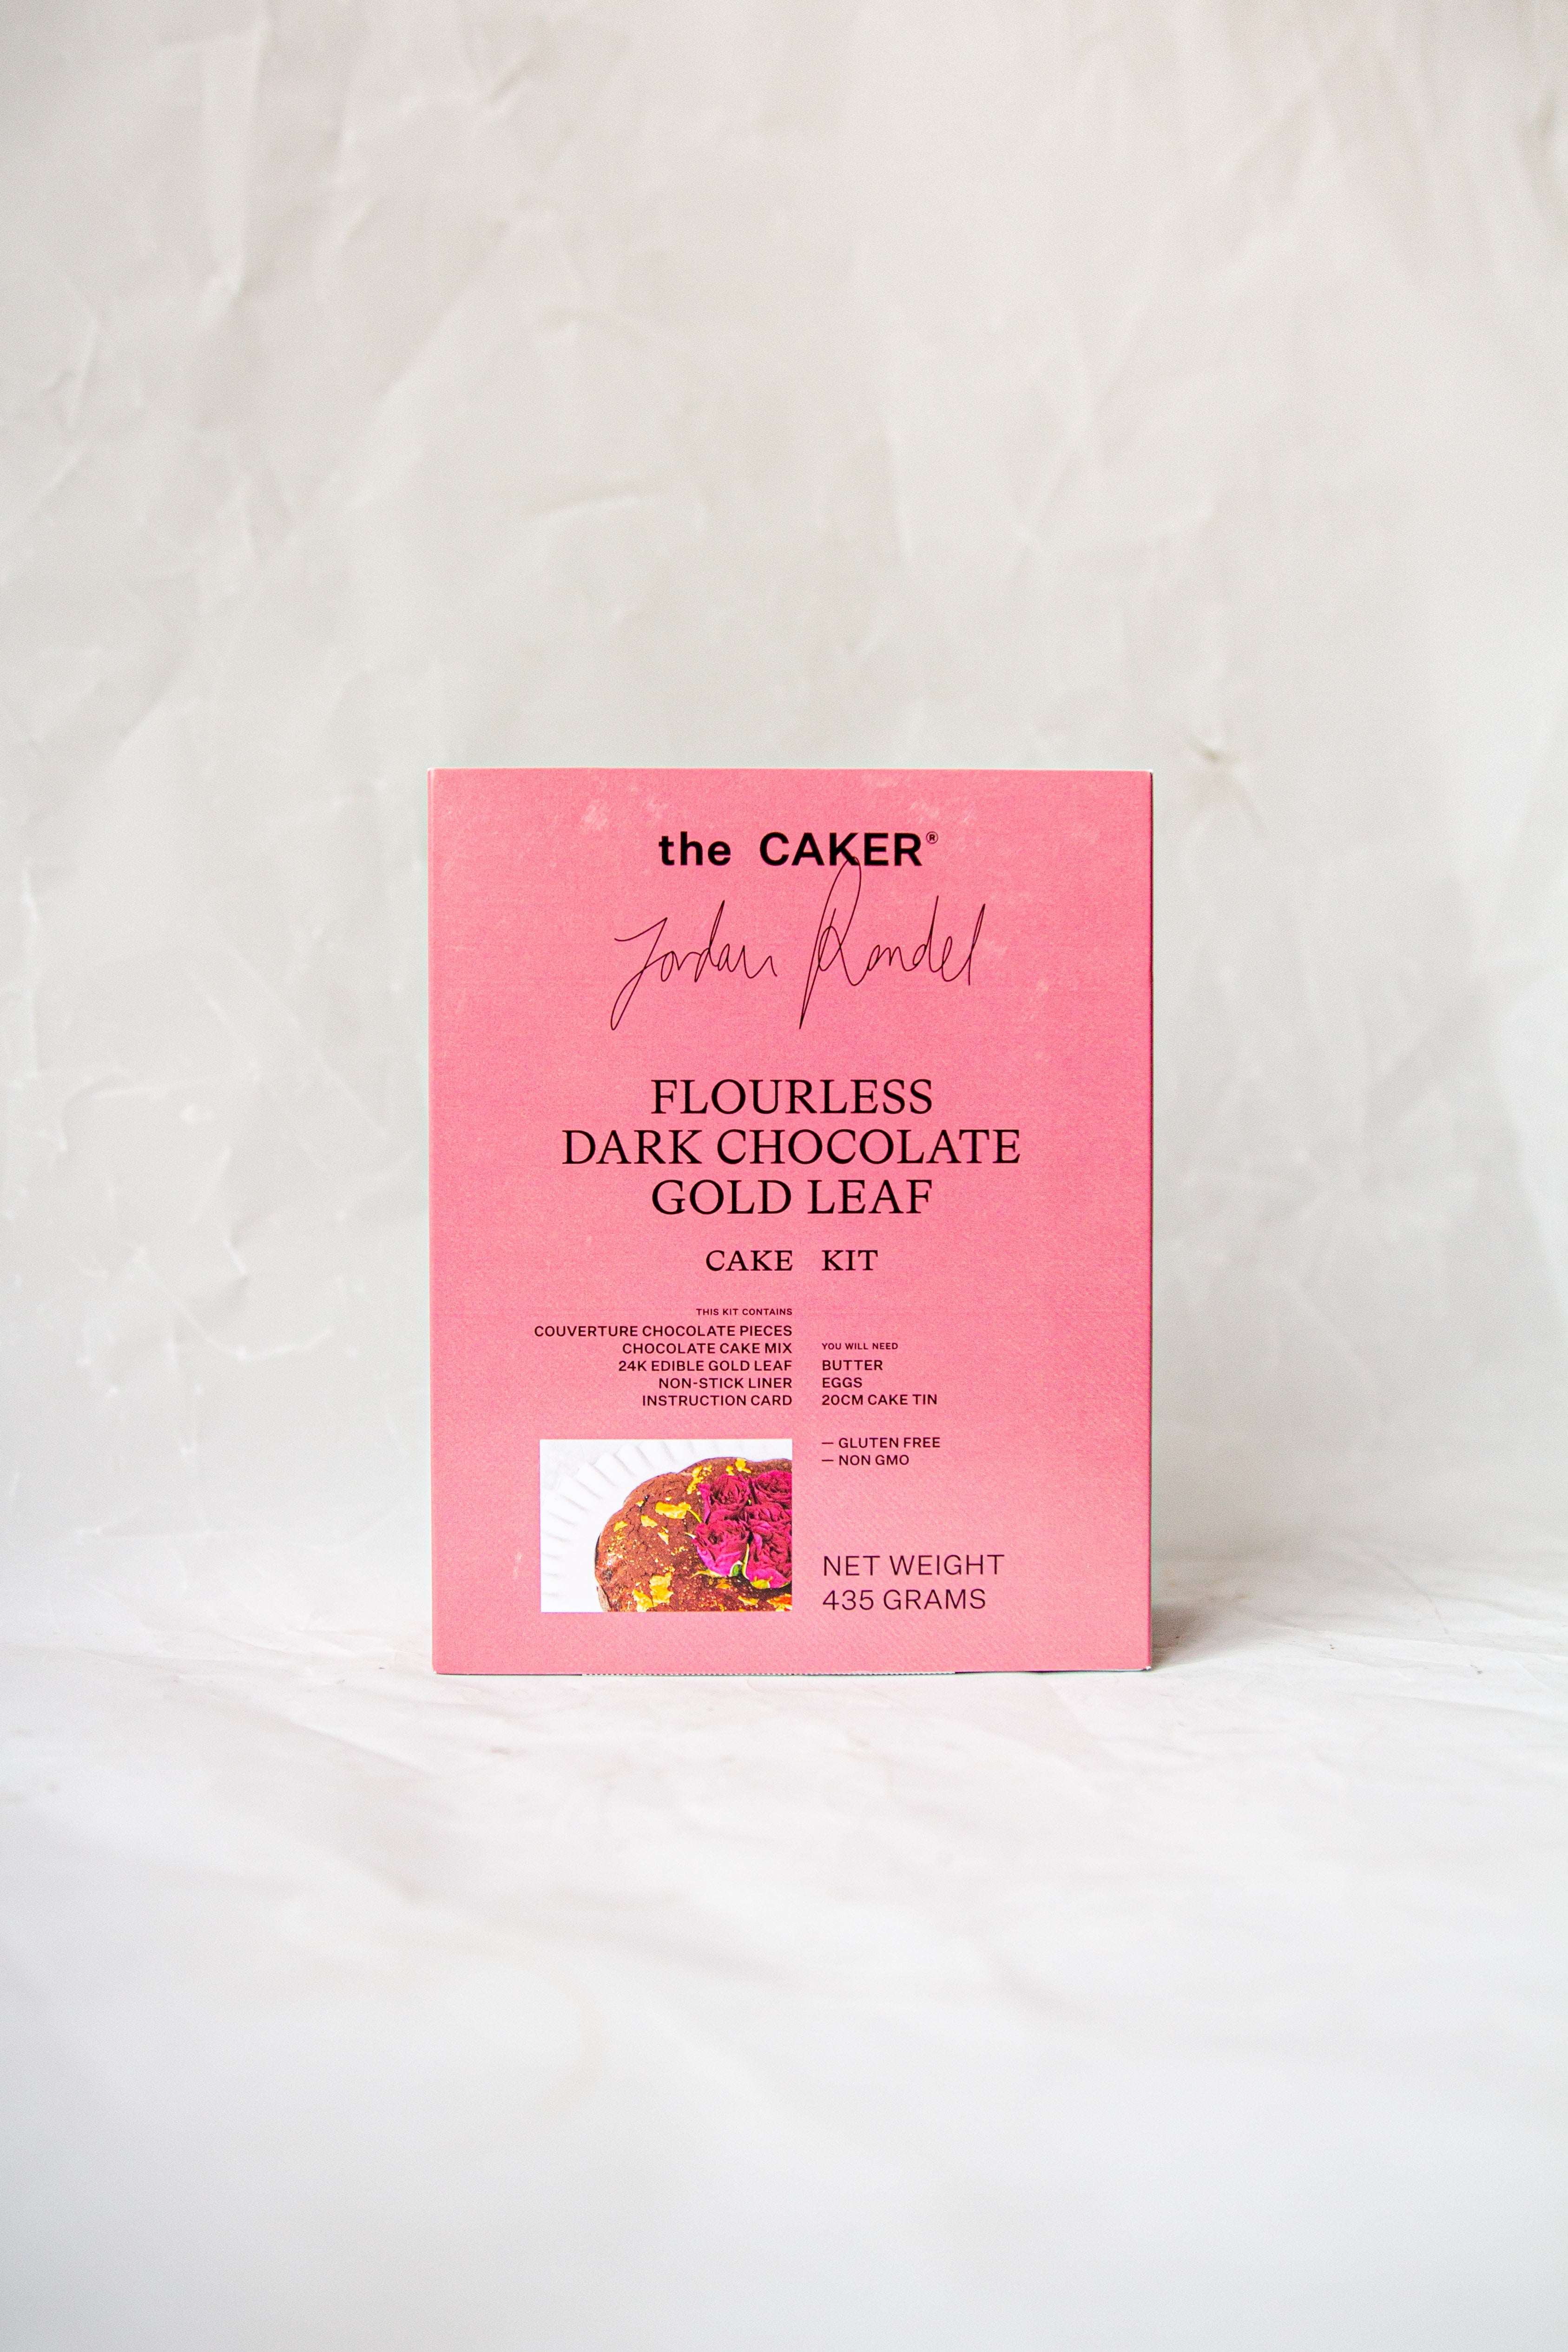 the CAKER®
Jordan Rondel
FLOURLESS
DARK CHOCOLATE
GOLD LEAF
CAKE KIT
THIS KIT CONTAINS
COUVERTURE CHOCOLATE PIECES
CHOCOLATE CAKE MIX
24K EDIBLE GOLD LEAF
NON-STICK LINER
INSTRUCTION CARD
YOU WILL NEED
BUTTER
EGGS
20CM CAKE TIN
— GLUTEN FREE
— NON GMO
NET WEIGHT
435 GRAMS